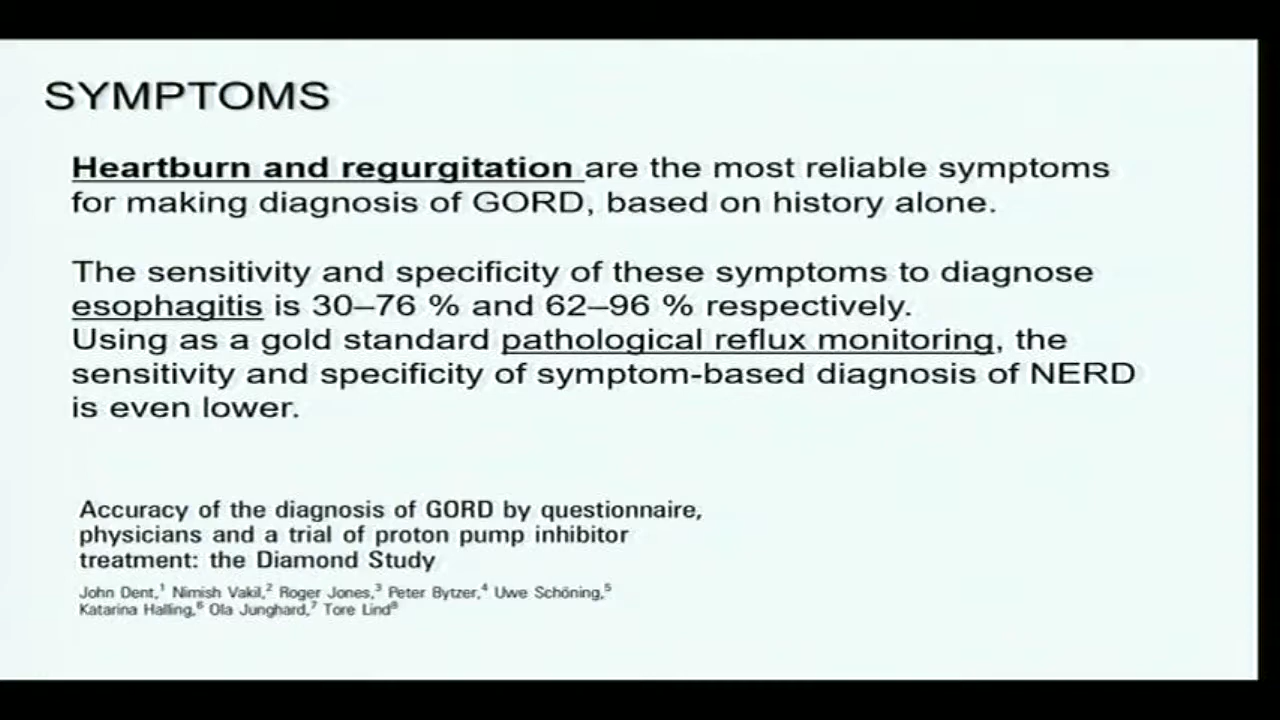 SYMPTOMS
Heartburn and regurgitation are the most reliable symptoms
for making diagnosis of GORD, based on history alone.
The sensitivity and specificity of these symptoms to diagnose
esophagitis is 30–76 % and 62–96 % respectively.
Using as a gold standard pathological reflux monitoring, the
sensitivity and specificity of symptom-based diagnosis of NERD
is even lower.
Accuracy of the diagnosis of GORD by questionnaire,
physicians and a trial of proton pump inhibitor
treatment: the Diamond Study
John Dent,¹ Nimish Vakil,² Roger Jones,³ Peter Bytzer,⁴ Uwe Schöning,⁵
Katarina Halling,⁶ Ola Junghard,⁷ Tore Lind⁸